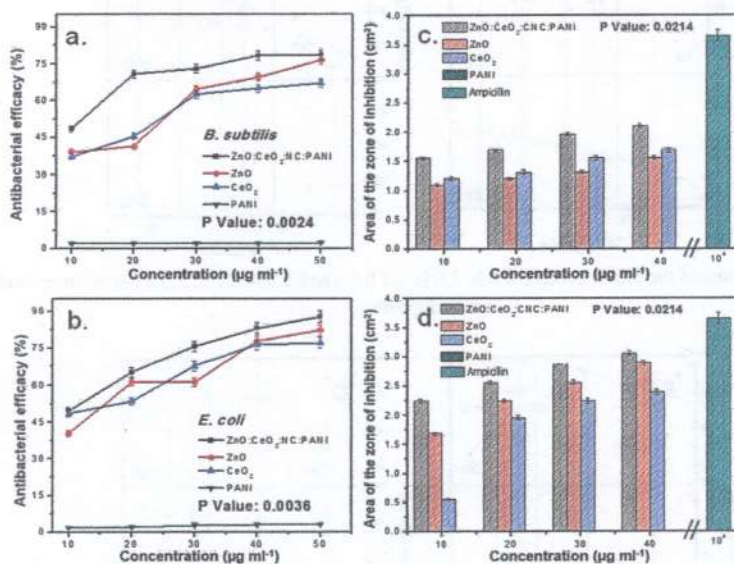 a.
Antibacterial efficacy (%)
90
75
60
45
30
15
0
B. subtilis
ZnO:CeO₂:NC:PANI
ZnO
CeO₂
PANI
P Value: 0.0024
10 20 30 40 50
Concentration (µg ml⁻¹)
b.
Antibacterial efficacy (%)
90
75
60
45
30
15
0
E. coli
ZnO:CeO₂:NC:PANI
ZnO
CeO₂
PANI
P Value: 0.0036
10 20 30 40 50
Concentration (µg ml⁻¹)
c.
Area of the zone of inhibition (cm²)
4.0
3.5
3.0
2.5
2.0
1.5
1.0
0.5
0.0
ZnO:CeO₂:CNC:PANI P Value: 0.0214
ZnO
CeO₂
PANI
Ampicllin
10 20 30 40 10⁴
Concentration (µg ml⁻¹)
d.
Area of the zone of inhibition (cm²)
4.0
3.5
3.0
2.5
2.0
1.5
1.0
0.5
0.0
ZnO:CeO₂:CNC:PANI P Value: 0.0214
ZnO
CeO₂
PANI
Ampicllin
10 20 30 40 10⁴
Concentration (µg ml⁻¹)